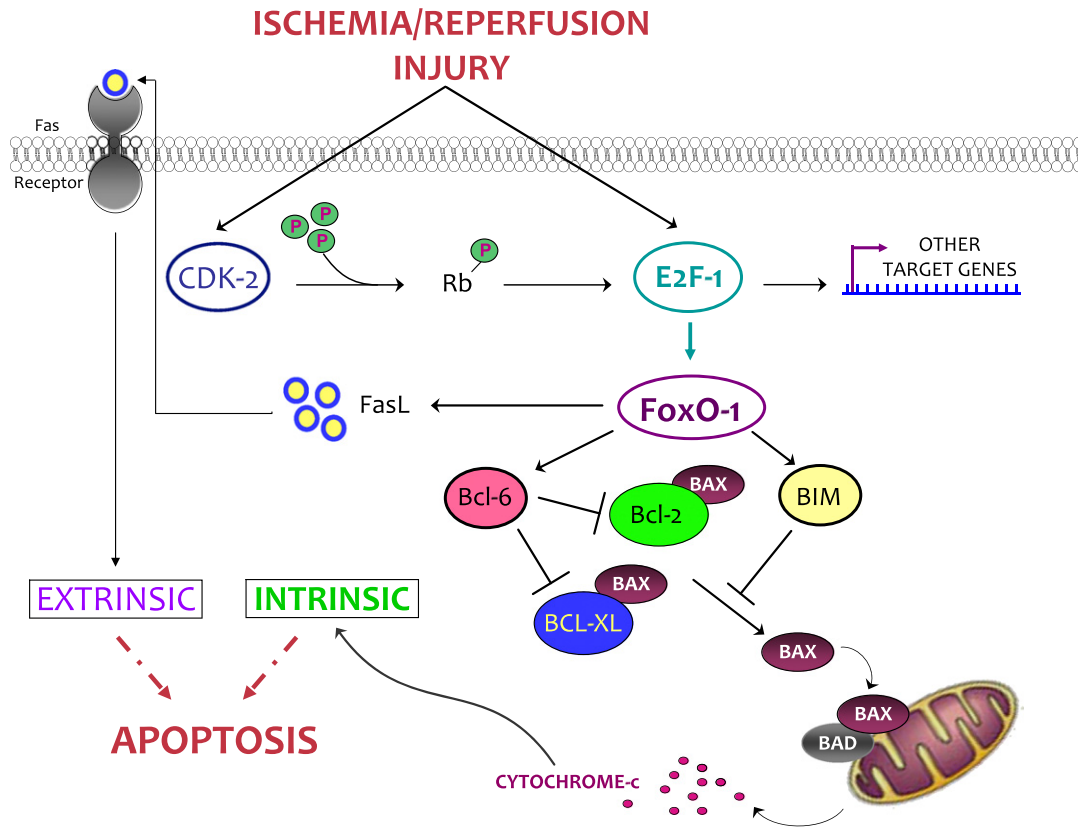 ISCHEMIA/REPERFUSION
INJURY
Fas
Receptor
P
P
P
P
CDK-2
Rb
E2F-1
OTHER
TARGET GENES
FasL
FoxO-1
Bcl-6
BAX
Bcl-2
BIM
EXTRINSIC
INTRINSIC
BAX
BCL-XL
BAX
BAX
BAD
APOPTOSIS
CYTOCHROME-c